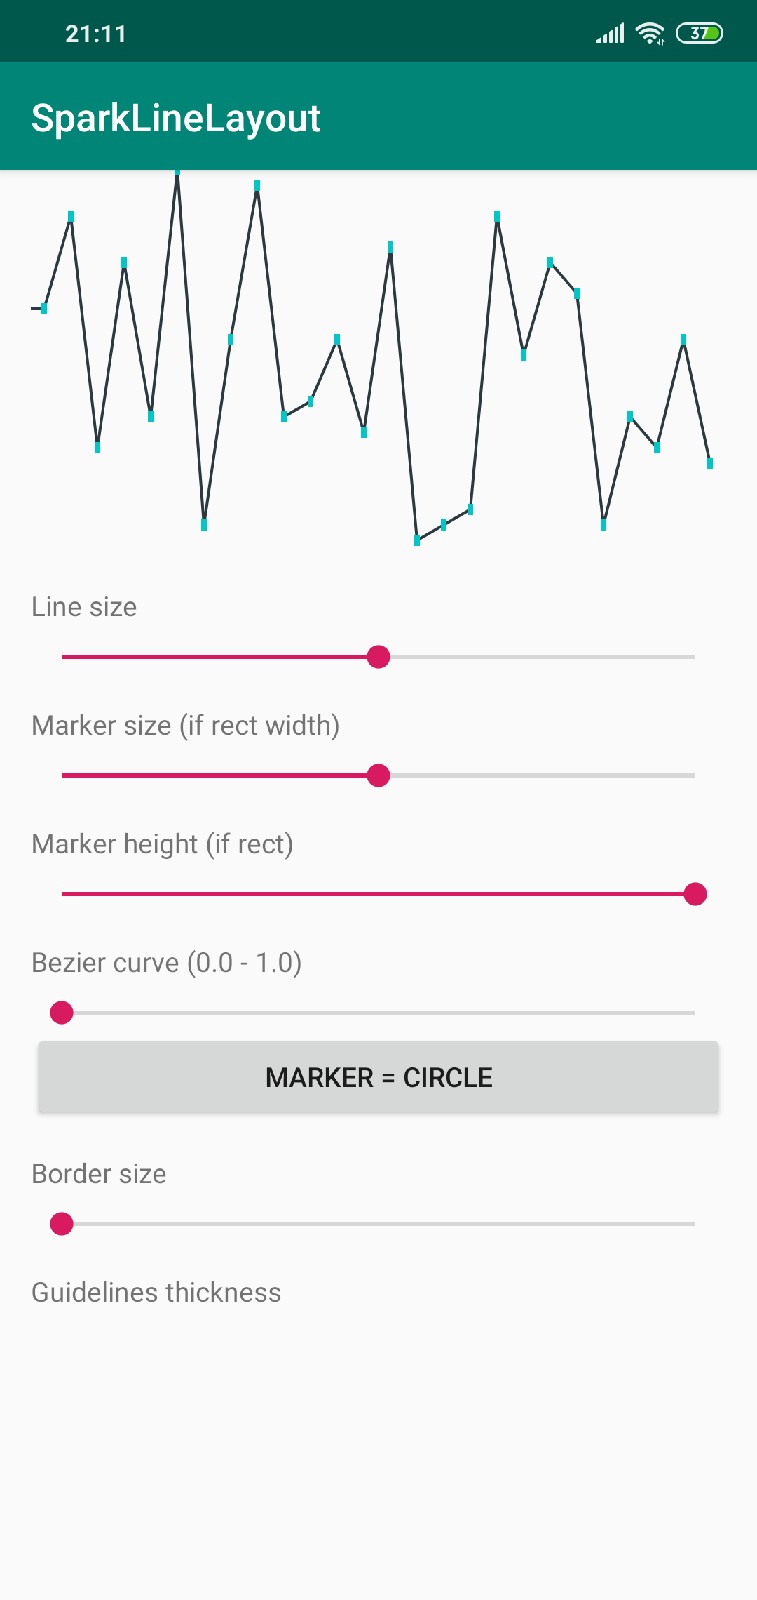 21:11
37
SparkLineLayout
Line size
Marker size (if rect width)
Marker height (if rect)
Bezier curve (0.0 - 1.0)
MARKER = CIRCLE
Border size
Guidelines thickness